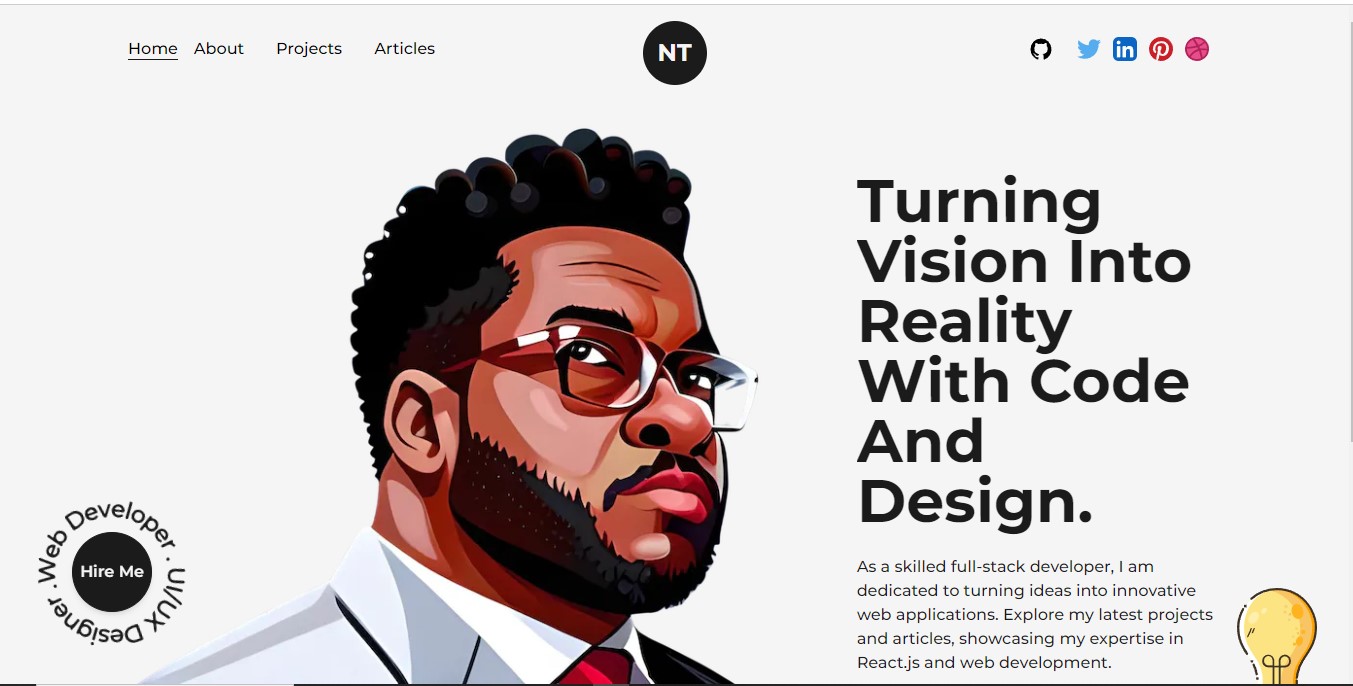 Home About Projects Articles
NT
in
Turning
Vision Into
Reality
With Code
And
Design.
As a skilled full-stack developer, I am
dedicated to turning ideas into innovative
web applications. Explore my latest projects
and articles, showcasing my expertise in
React.js and web development.
Web Developer . UI/UX Designer .
Hire Me